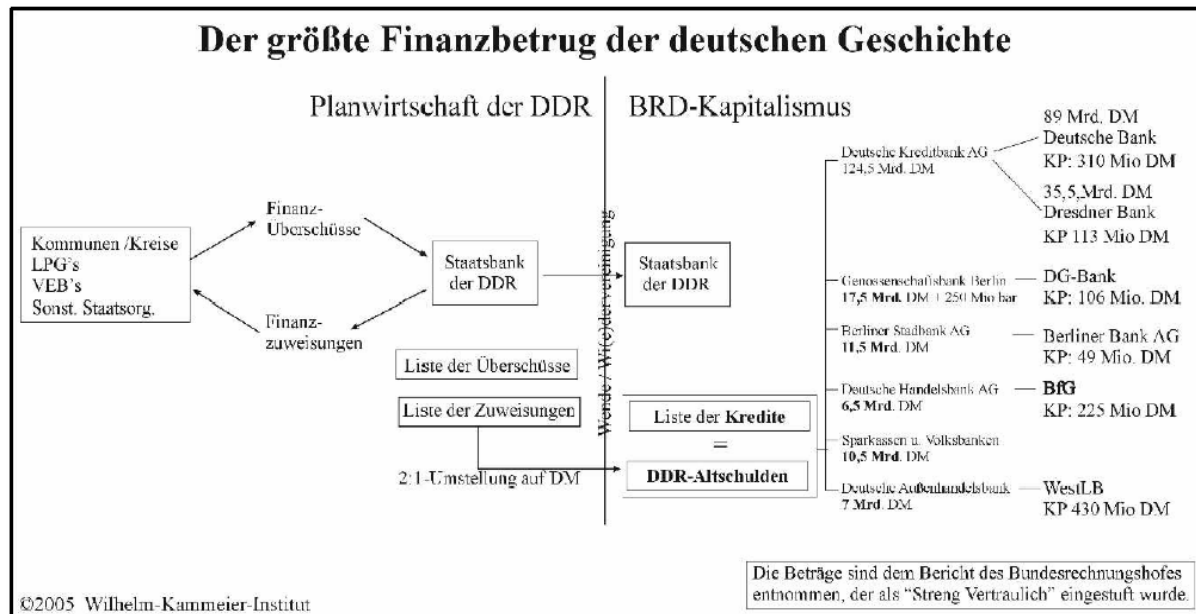 Der größte Finanzbetrug der deutschen Geschichte
Planwirtschaft der DDR
BRD-Kapitalismus
Kommunen /Kreise
LPG's
VEB's
Sonst. Staatsorg.
Finanz-
Überschüsse
Finanz-
zuweisungen
Staatsbank
der DDR
Liste der Überschüsse
Liste der Zuweisungen
2:1-Umstellung auf DM
Wende / Wi(e)dervereinigung
Staatsbank
der DDR
Liste der Kredite
=
DDR-Altschulden
Deutsche Kreditbank AG
124,5 Mrd. DM
89 Mrd. DM
Deutsche Bank
KP: 310 Mio DM
35,5,Mrd. DM
Dresdner Bank
KP 113 Mio DM
Genossenschaftsbank Berlin
17,5 Mrd. DM + 250 Mio bar
DG-Bank
KP: 106 Mio. DM
Berliner Stadtbank AG
11,5 Mrd. DM
Berliner Bank AG
KP: 49 Mio. DM
Deutsche Handelsbank AG
6,5 Mrd. DM
BfG
KP: 225 Mio DM
Sparkassen u. Volksbanken
10,5 Mrd. DM
Deutsche Außenhandelsbank
7 Mrd. DM
WestLB
KP 430 Mio DM
Die Beträge sind dem Bericht des Bundesrechnungshofes
entnommen, der als "Streng Vertraulich" eingestuft wurde.
©2005 Wilhelm-Kammeier-Institut